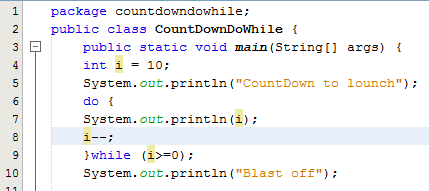 1 package countdowndowhile;
2 public class CountDownDoWhile {
3 public static void main(String[] args) {
4 int i = 10;
5 System.out.println("CountDown to lounch");
6 do {
7 System.out.println(i);
8 i--;
9 }while (i>=0);
10 System.out.println("Blast off");